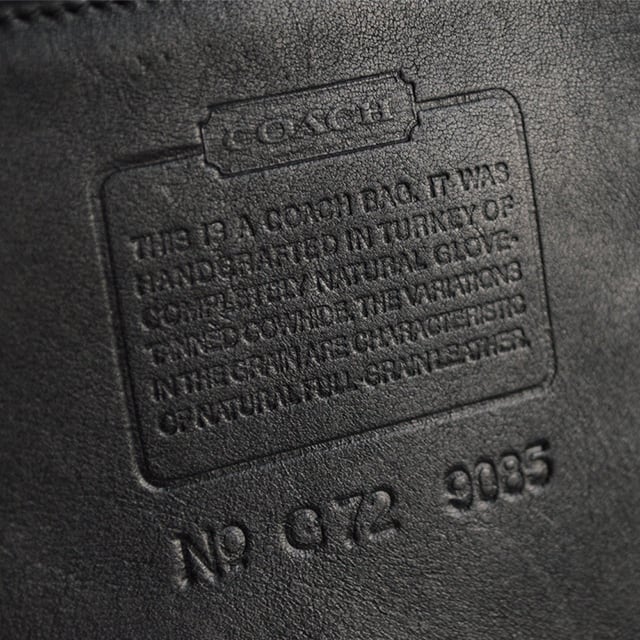 COACH
THIS IS A COACH BAG. IT WAS
HANDCRAFTED IN TURKEY OF
COMPLETELY NATURAL GLOVE-
TANNED COWHIDE, THE VARIATIONS
IN THE GRAIN ARE CHARACTERISTIC
OF NATURAL FULL GRAIN LEATHER.
No G72 9085